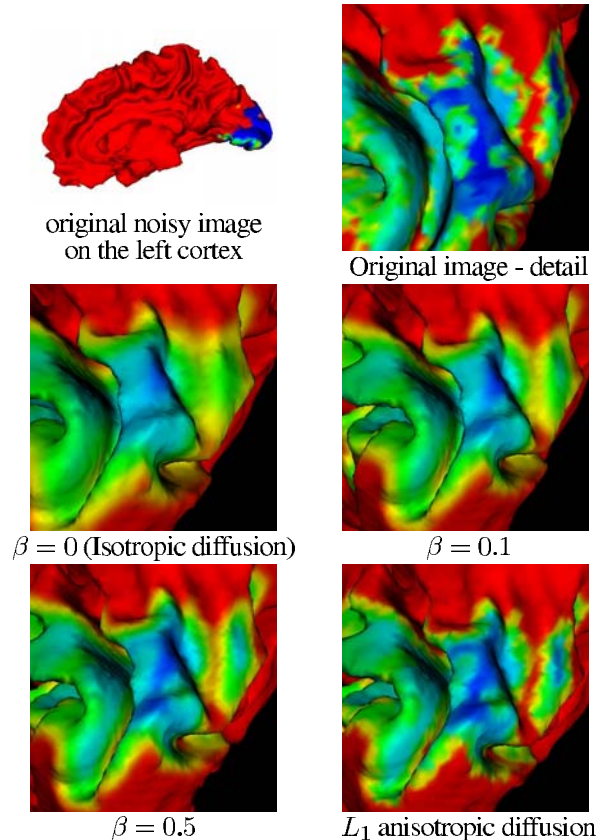 original noisy image
on the left cortex
Original image - detail
β = 0 (Isotropic diffusion)
β = 0.1
β = 0.5
L₁ anisotropic diffusion